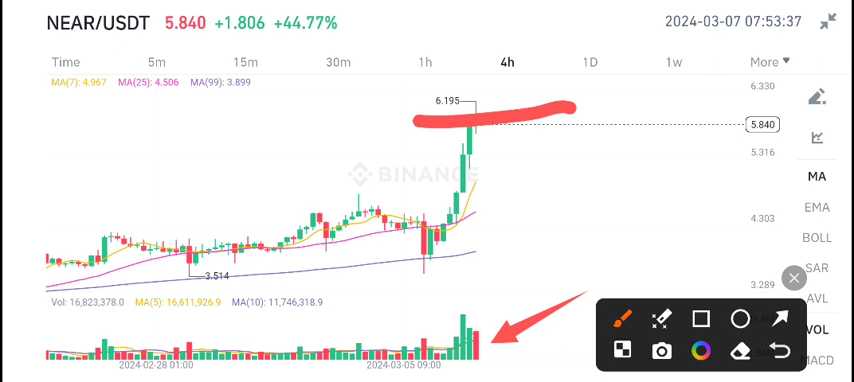 NEAR/USDT 5.840 +1.806 +44.77% 2024-03-07 07:53:37
Time 5m 15m 30m 1h 4h 1D 1w More
MA(7): 4.967 MA(25): 4.506 MA(99): 3.899
6.330
6.195
5.840
5.316
BINANCE
MA
EMA
4.303
BOLL
SAR
3.514
3.289
AVL
Vol: 16,823,378.0 MA(5): 16,611,926.9 MA(10): 11,746,318.9
VOL
MACD
2024-02-28 01:00 2024-03-05 09:00